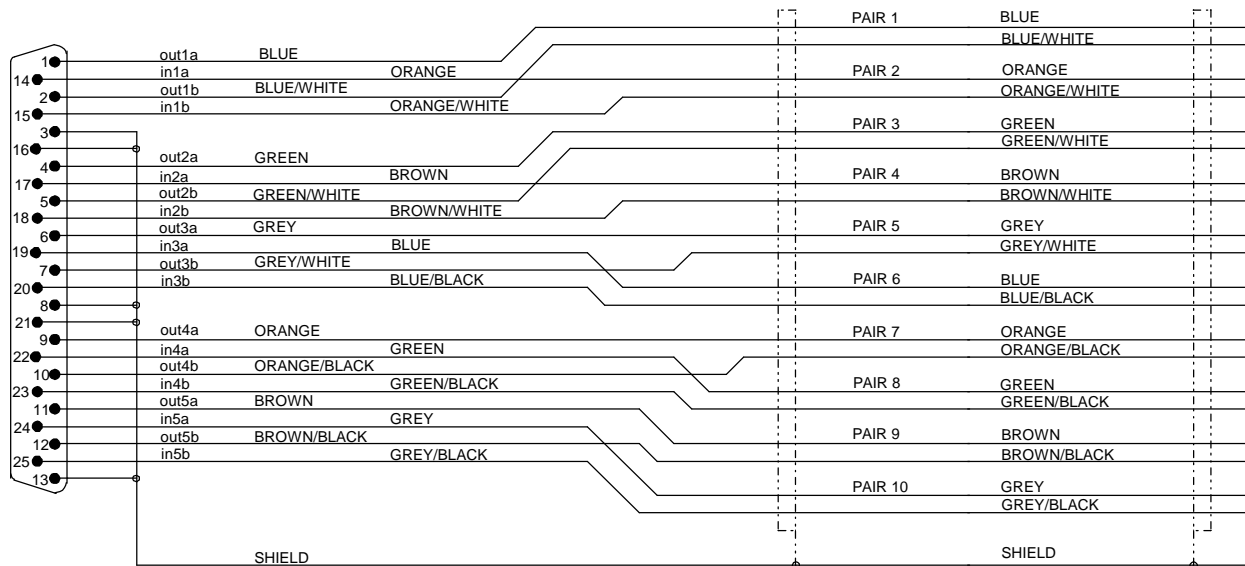 PAIR 1 BLUE
BLUE/WHITE
1 out1a BLUE
14 in1a ORANGE PAIR 2 ORANGE
2 out1b BLUE/WHITE ORANGE/WHITE
15 in1b ORANGE/WHITE
3 PAIR 3 GREEN
16 GREEN/WHITE
4 out2a GREEN
17 in2a BROWN PAIR 4 BROWN
5 out2b GREEN/WHITE BROWN/WHITE
18 in2b BROWN/WHITE
6 out3a GREY PAIR 5 GREY
19 in3a BLUE GREY/WHITE
7 out3b GREY/WHITE
20 in3b BLUE/BLACK PAIR 6 BLUE
8 BLUE/BLACK
21
9 out4a ORANGE PAIR 7 ORANGE
22 in4a GREEN ORANGE/BLACK
10 out4b ORANGE/BLACK
23 in4b GREEN/BLACK PAIR 8 GREEN
11 out5a BROWN GREEN/BLACK
24 in5a GREY
12 out5b BROWN/BLACK PAIR 9 BROWN
25 in5b GREY/BLACK BROWN/BLACK
13
PAIR 10 GREY
GREY/BLACK
SHIELD SHIELD